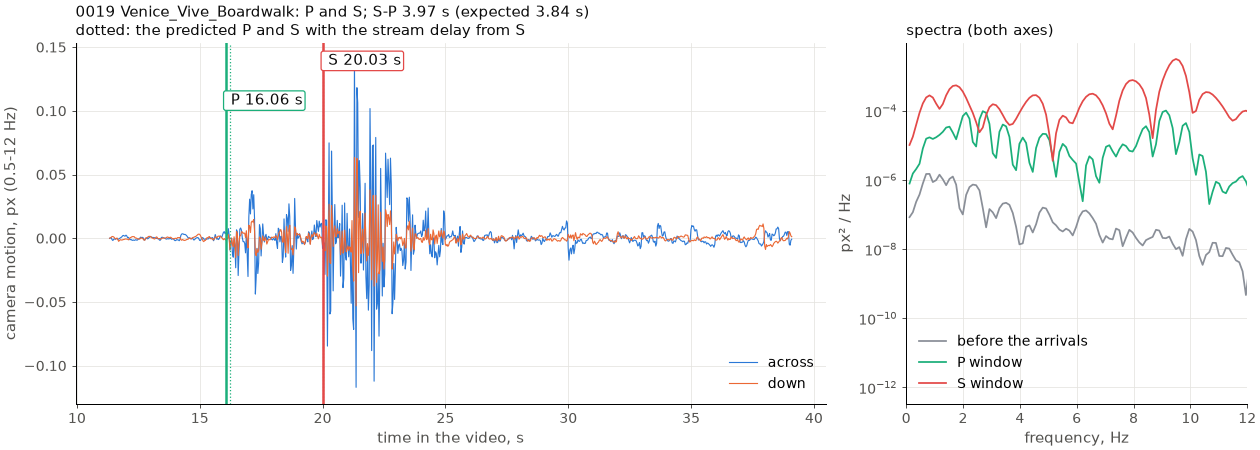 0019 Venice_Vive_Boardwalk: P and S; S-P 3.97 s (expected 3.84 s)
dotted: the predicted P and S with the stream delay from S
camera motion, px (0.5-12 Hz)
0.15
0.10
0.05
0.00
−0.05
−0.10
P 16.06 s
S 20.03 s
across
down
10
15
20
25
30
35
40
time in the video, s
spectra (both axes)
px² / Hz
10⁻⁴
10⁻⁶
10⁻⁸
10⁻¹⁰
10⁻¹²
before the arrivals
P window
S window
0
2
4
6
8
10
12
frequency, Hz